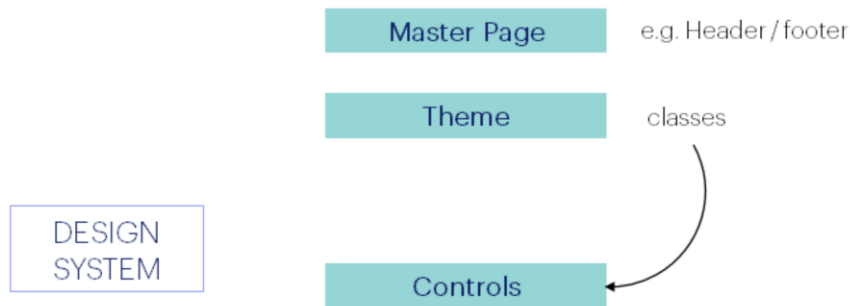 Master Page
e.g. Header / footer
Theme
classes
DESIGN
SYSTEM
Controls